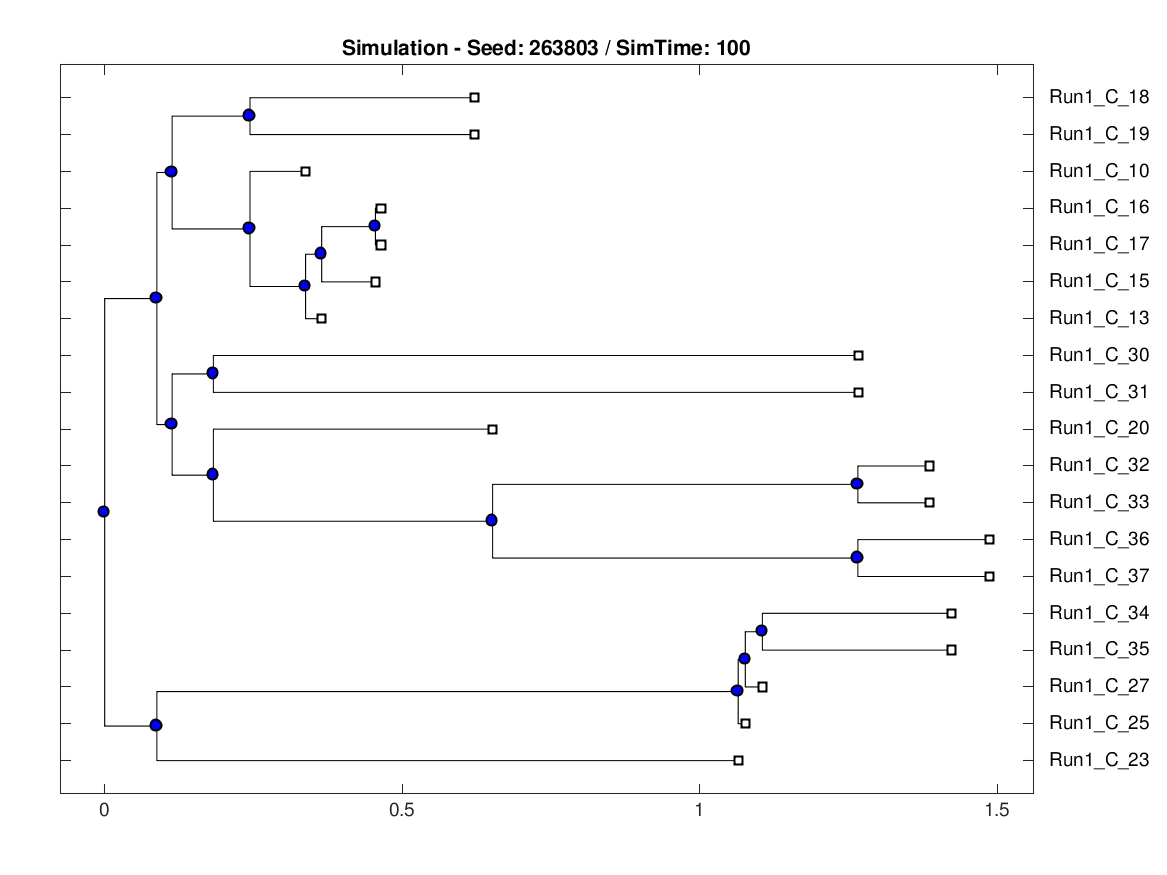 Simulation - Seed: 263803 / SimTime: 100
Run1_C_18
Run1_C_19
Run1_C_10
Run1_C_16
Run1_C_17
Run1_C_15
Run1_C_13
Run1_C_30
Run1_C_31
Run1_C_20
Run1_C_32
Run1_C_33
Run1_C_36
Run1_C_37
Run1_C_34
Run1_C_35
Run1_C_27
Run1_C_25
Run1_C_23
0 0.5 1 1.5